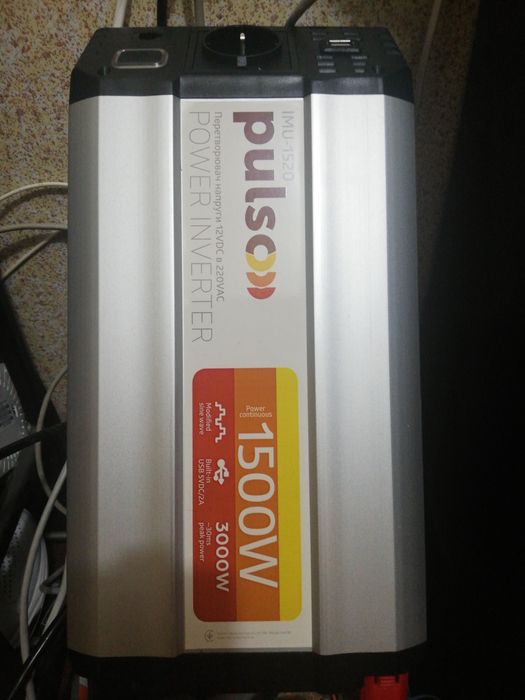 IMU-1520
pulso
Перетворювач напруги 12VDC в 220VAC
POWER INVERTER
Power
continuous
1500W
Modified
sine wave
Built-in
USB 5VDC/2A
3000W
~30ms
peak power